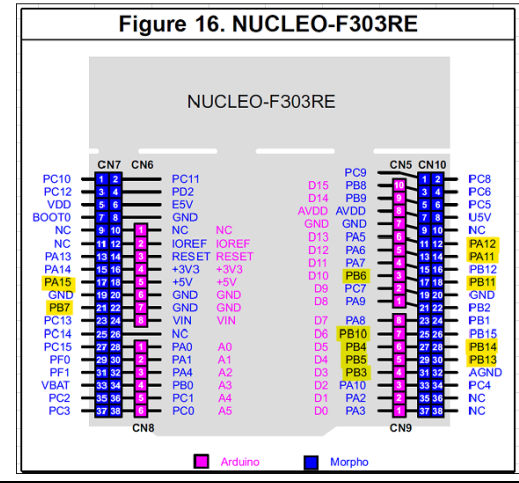 Figure 16. NUCLEO-F303RE
NUCLEO-F303RE
CN7 CN6 CN5 CN10
PC9
PC10 1 2 PC11 D15 PB8 10 1 2 PC8
PC12 3 4 PD2 D14 PB9 9 3 4 PC6
VDD 5 6 E5V AVDD AVDD 8 5 6 PC5
BOOT0 7 8 GND GND GND 7 7 8 U5V
NC 9 10 1 NC NC D13 PA5 6 9 10 NC
NC 11 12 2 IOREF IOREF D12 PA6 5 11 12 PA12
PA13 13 14 3 RESET RESET D11 PA7 4 13 14 PA11
PA14 15 16 4 +3V3 +3V3 D10 PB6 3 15 16 PB12
PA15 17 18 5 +5V +5V D9 PC7 2 17 18 PB11
GND 19 20 6 GND GND D8 PA9 1 19 20 GND
PB7 21 22 7 GND GND 21 22 PB2
PC13 23 24 8 VIN VIN D7 PA8 8 23 24 PB1
PC14 25 26 NC D6 PB10 7 25 26 PB15
PC15 27 28 1 PA0 A0 D5 PB4 6 27 28 PB14
PF0 29 30 2 PA1 A1 D4 PB5 5 29 30 PB13
PF1 31 32 3 PA4 A2 D3 PB3 4 31 32 AGND
VBAT 33 34 4 PB0 A3 D2 PA10 3 33 34 PC4
PC2 35 36 5 PC1 A4 D1 PA2 2 35 36 NC
PC3 37 38 6 PC0 A5 D0 PA3 1 37 38 NC
CN8 CN9
Arduino Morpho